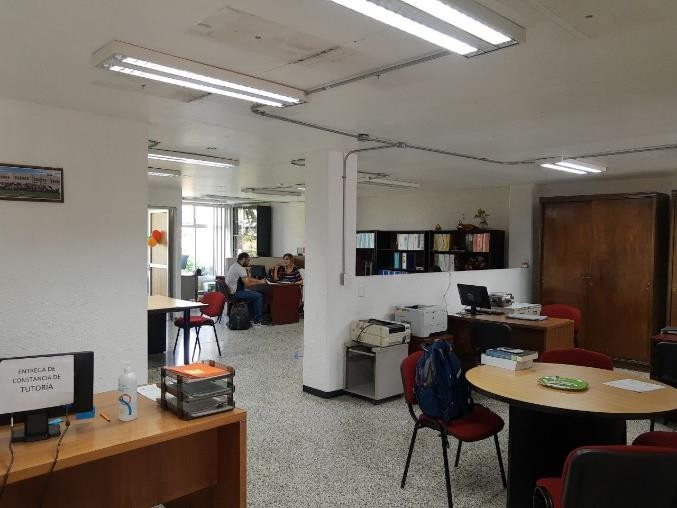 ENTREGA DE
CONSTANCIA DE
TUTORÍA